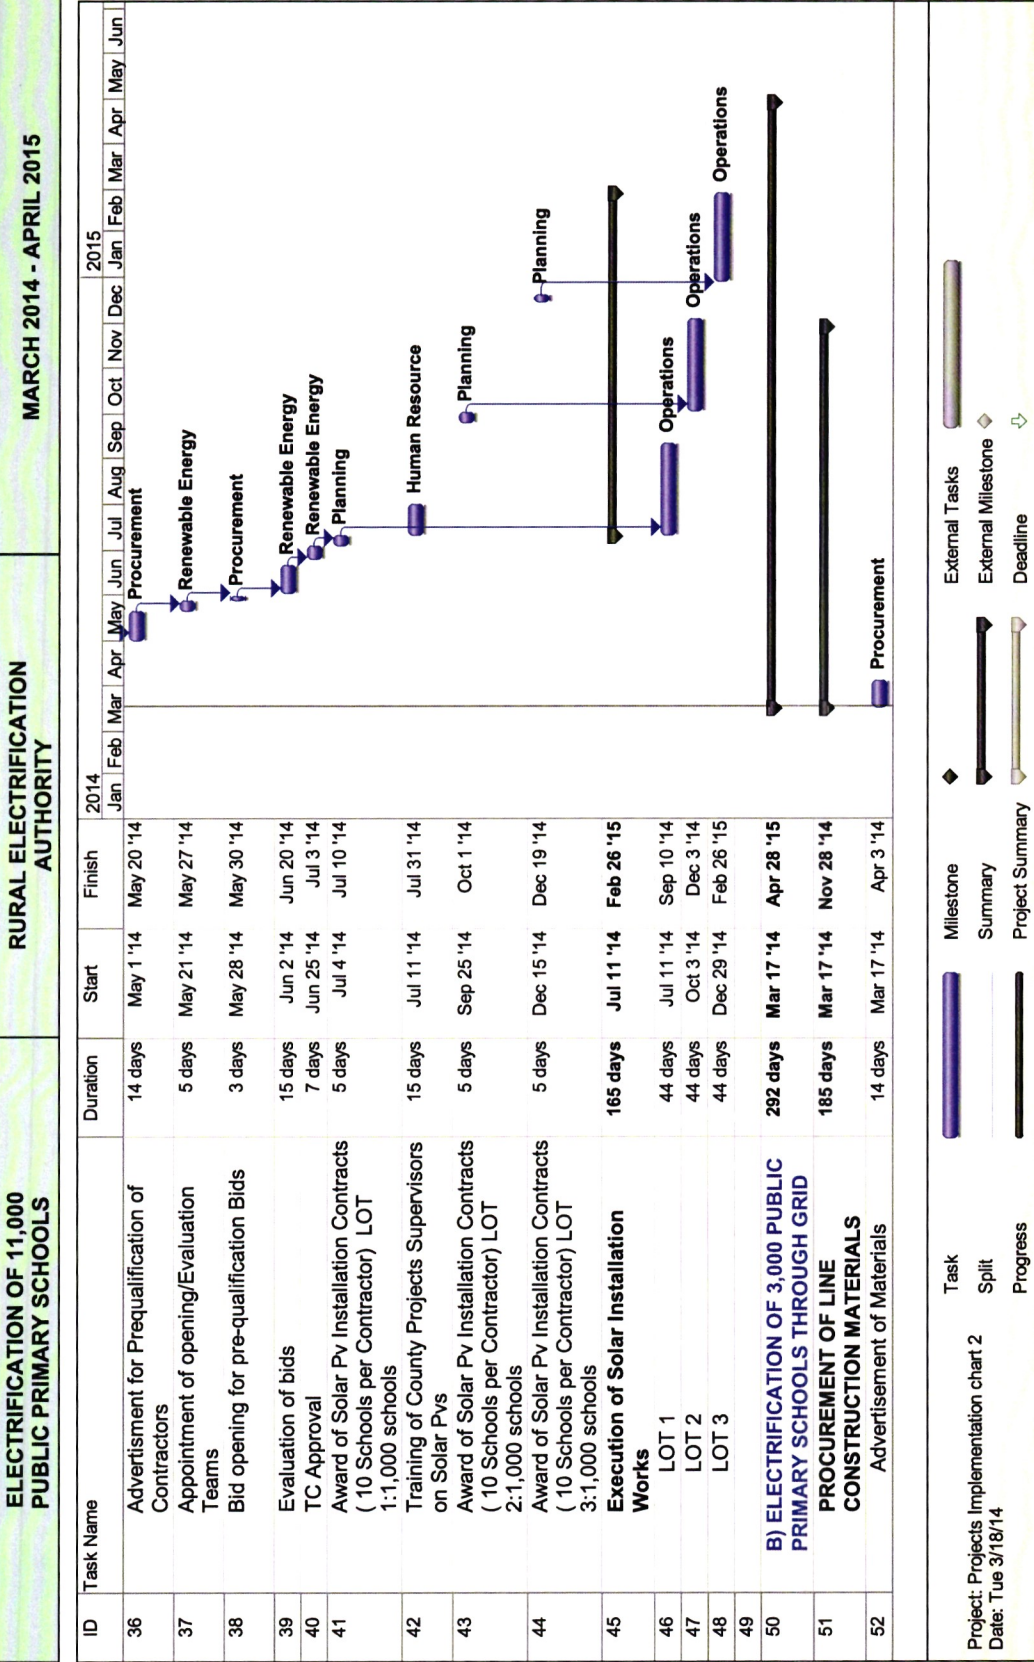 ELECTRIFICATION OF 11,000
PUBLIC PRIMARY SCHOOLS
RURAL ELECTRIFICATION
AUTHORITY
MARCH 2014 - APRIL 2015
ID Task Name Duration Start Finish 2014 2015
Jan Feb Mar Apr May Jun Jul Aug Sep Oct Nov Dec Jan Feb Mar Apr May Jun
36 Advertisment for Prequalification of 14 days May 1 '14 May 20 '14 Procurement
Contractors
37 Appointment of opening/Evaluation 5 days May 21 '14 May 27 '14 Renewable Energy
Teams
38 Bid opening for pre-qualification Bids 3 days May 28 '14 May 30 '14 Procurement
39 Evaluation of bids 15 days Jun 2 '14 Jun 20 '14 Renewable Energy
40 TC Approval 7 days Jun 25 '14 Jul 3 '14 Renewable Energy
41 Award of Solar Pv Installation Contracts 5 days Jul 4 '14 Jul 10 '14 Planning
( 10 Schools per Contractor) LOT
1:1,000 schools
42 Training of County Projects Supervisors 15 days Jul 11 '14 Jul 31 '14 Human Resource
on Solar Pvs
43 Award of Solar Pv Installation Contracts 5 days Sep 25 '14 Oct 1 '14 Planning
( 10 Schools per Contractor) LOT
2:1,000 schools
44 Award of Solar Pv Installation Contracts 5 days Dec 15 '14 Dec 19 '14 Planning
( 10 Schools per Contractor) LOT
3:1,000 schools
45 Execution of Solar Installation 165 days Jul 11 '14 Feb 26 '15
Works
46 LOT 1 44 days Jul 11 '14 Sep 10 '14 Operations
47 LOT 2 44 days Oct 3 '14 Dec 3 '14 Operations
48 LOT 3 44 days Dec 29 '14 Feb 26 '15 Operations
49
50 B) ELECTRIFICATION OF 3,000 PUBLIC 292 days Mar 17 '14 Apr 28 '15
PRIMARY SCHOOLS THROUGH GRID
51 PROCUREMENT OF LINE 185 days Mar 17 '14 Nov 28 '14
CONSTRUCTION MATERIALS
52 Advertisement of Materials 14 days Mar 17 '14 Apr 3 '14 Procurement
Project: Projects Implementation chart 2
Date: Tue 3/18/14
Task Milestone External Tasks
Split Summary External Milestone
Progress Project Summary Deadline